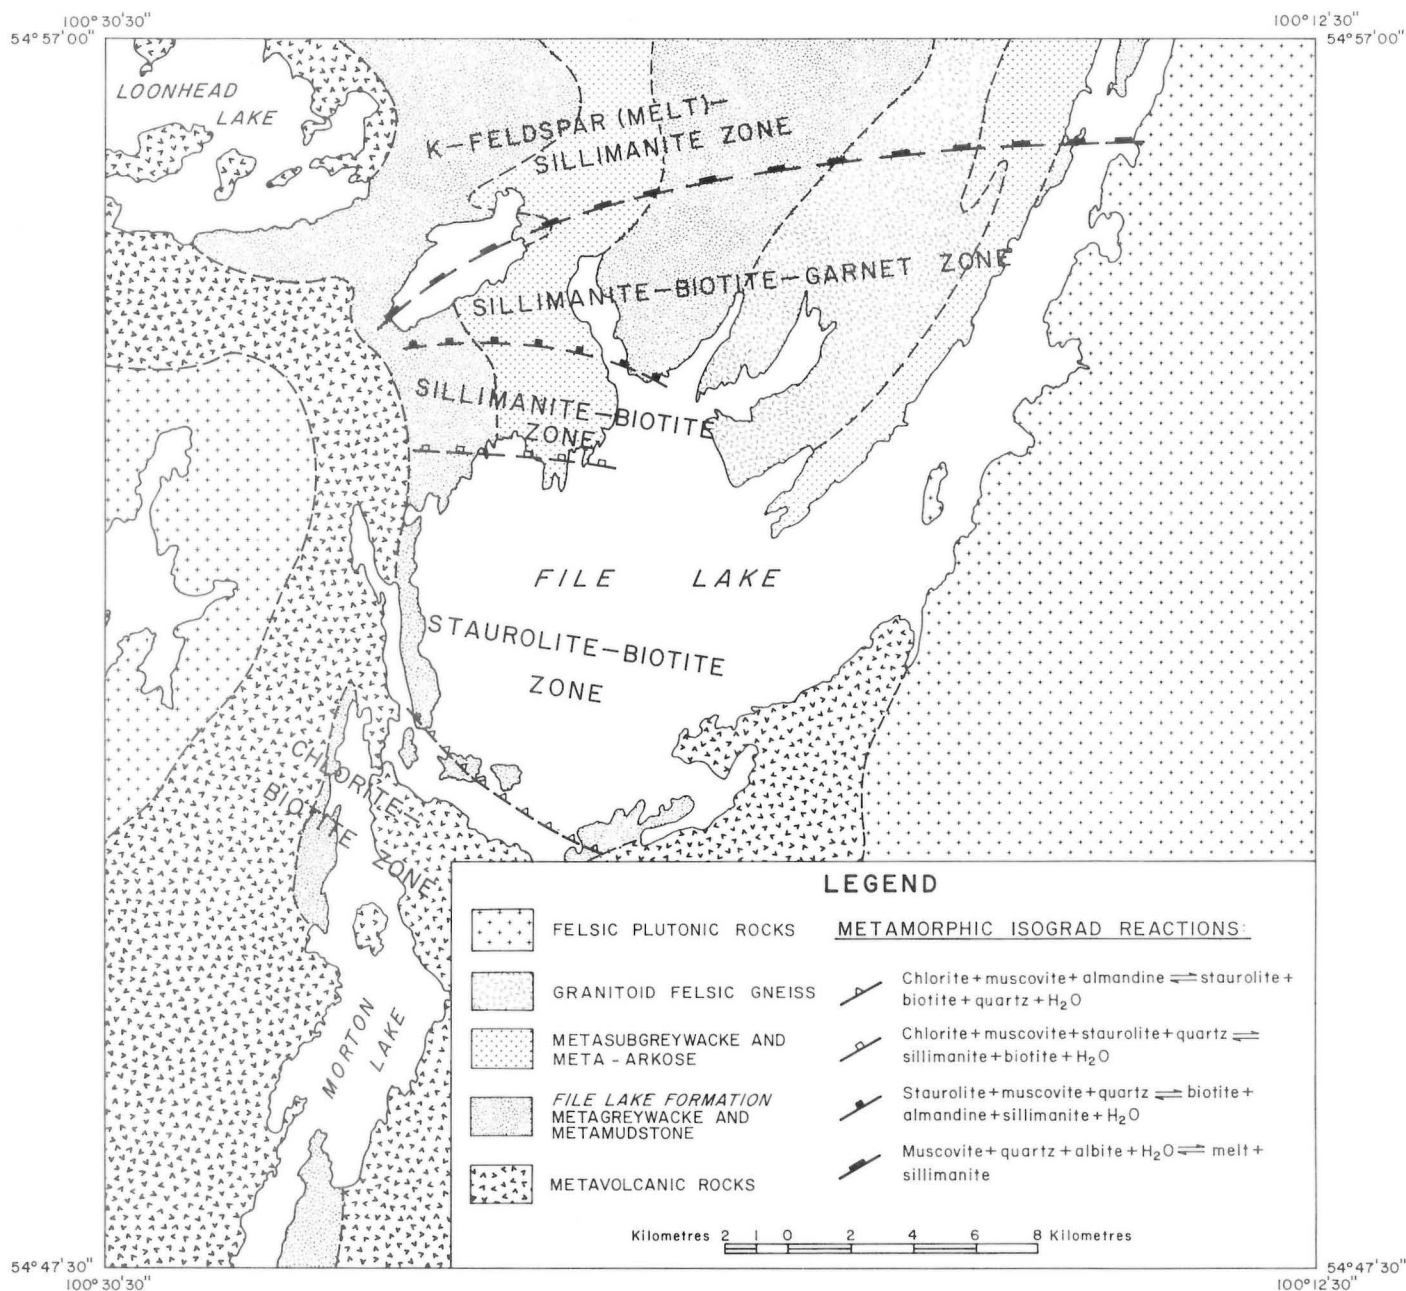 100°30'30"
100°12'30"
54°57'00"
54°57'00"
LOONHEAD
LAKE
K-FELDSPAR (MELT)-
SILLIMANITE ZONE
SILLIMANITE-BIOTITE-GARNET ZONE
SILLIMANITE-BIOTITE
ZONE
FILE LAKE
STAUROLITE-BIOTITE
ZONE
CHLORITE-
BIOTITE ZONE
MORTON
LAKE
LEGEND
FELSIC PLUTONIC ROCKS
GRANITOID FELSIC GNEISS
METASUBGREYWACKE AND
META - ARKOSE
FILE LAKE FORMATION
METAGREYWACKE AND
METAMUDSTONE
METAVOLCANIC ROCKS
METAMORPHIC ISOGRAD REACTIONS:
Chlorite+muscovite+almandine ⇌ staurolite+
biotite+quartz+H₂O
Chlorite+muscovite+staurolite+quartz ⇌
sillimanite+biotite+H₂O
Staurolite+muscovite+quartz ⇌ biotite+
almandine+sillimanite+H₂O
Muscovite+quartz+albite+H₂O ⇌ melt+
sillimanite
Kilometres 2 1 0 2 4 6 8 Kilometres
54°47'30"
54°47'30"
100°30'30"
100°12'30"